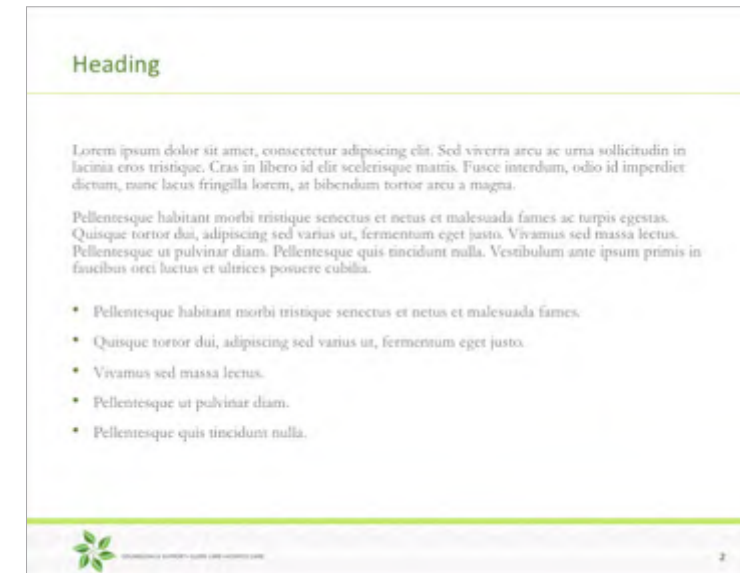 Heading
Lorem ipsum dolor sit amet, consectetur adipiscing elit. Sed viverra arcu ac urna sollicitudin in
lacinia eros tristique. Cras in libero id elit scelerisque mattis. Fusce interdum, odio id imperdiet
dictum, nunc lacus fringilla lorem, at bibendum tortor arcu a magna.
Pellentesque habitant morbi tristique senectus et netus et malesuada fames ac turpis egestas.
Quisque tortor dui, adipiscing sed varius ut, fermentum eget justo. Vivamus sed massa lectus.
Pellentesque ut pulvinar diam. Pellentesque quis tincidunt nulla. Vestibulum ante ipsum primis in
faucibus orci luctus et ultrices posuere cubilia.
• Pellentesque habitant morbi tristique senectus et netus et malesuada fames.
• Quisque tortor dui, adipiscing sed varius ut, fermentum eget justo.
• Vivamus sed massa lectus.
• Pellentesque ut pulvinar diam.
• Pellentesque quis tincidunt nulla.
2